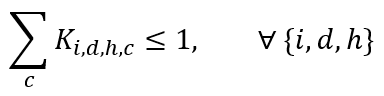 ∑_c K_{i,d,h,c} ≤ 1, ∀ {i, d, h}